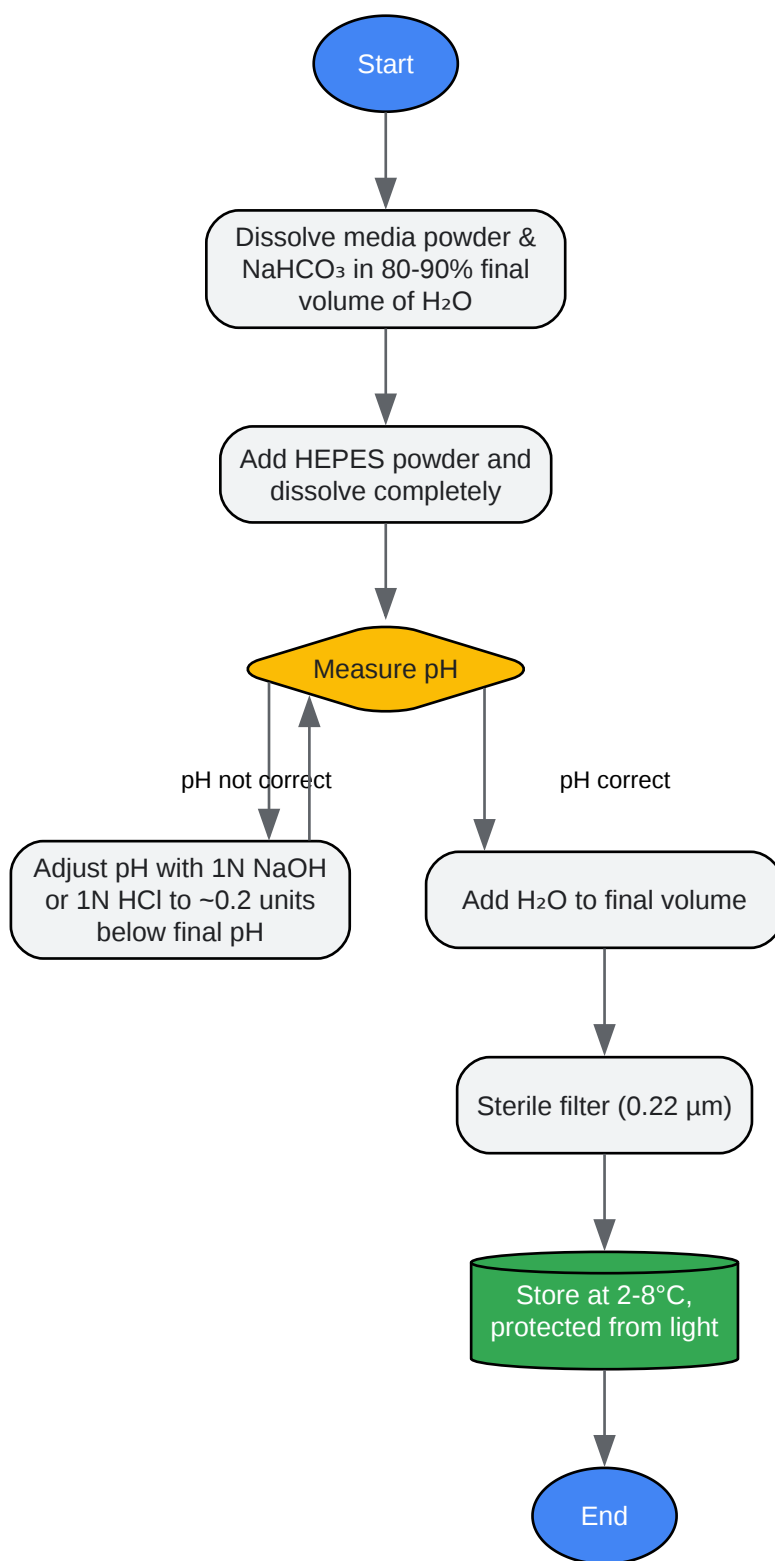 Start
Dissolve media powder &
NaHCO₃ in 80-90% final
volume of H₂O
Add HEPES powder and
dissolve completely
Measure pH
pH not correct
pH correct
Adjust pH with 1N NaOH
or 1N HCl to ~0.2 units
below final pH
Add H₂O to final volume
Sterile filter (0.22 µm)
Store at 2-8°C,
protected from light
End